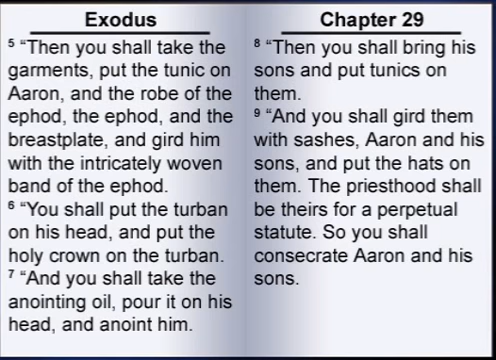 Exodus
⁵ “Then you shall take the
garments, put the tunic on
Aaron, and the robe of the
ephod, the ephod, and the
breastplate, and gird him
with the intricately woven
band of the ephod.
⁶ “You shall put the turban
on his head, and put the
holy crown on the turban.
⁷ “And you shall take the
anointing oil, pour it on his
head, and anoint him.
Chapter 29
⁸ “Then you shall bring his
sons and put tunics on
them.
⁹ “And you shall gird them
with sashes, Aaron and his
sons, and put the hats on
them. The priesthood shall
be theirs for a perpetual
statute. So you shall
consecrate Aaron and his
sons.